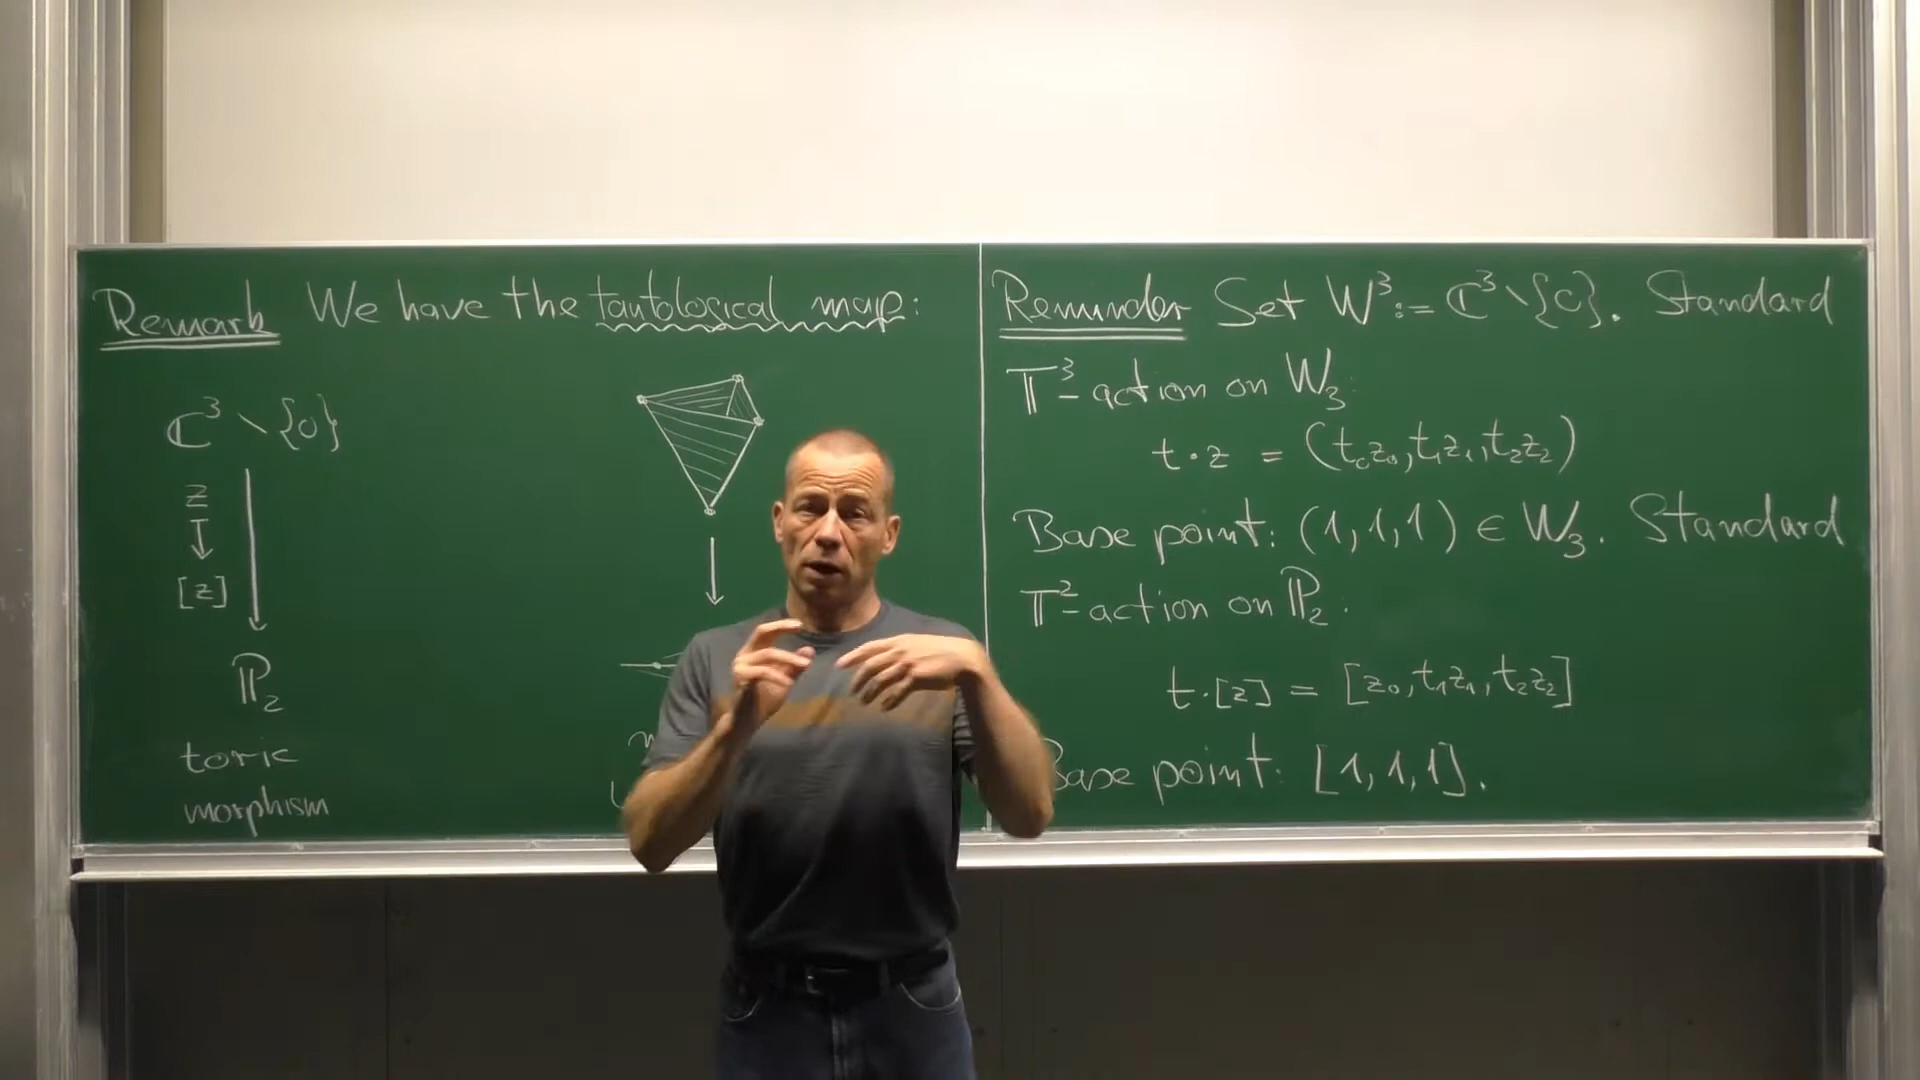 Remark We have the tautological map:
ℂ³ \ {0}
z
↧
[z]
ℙ₂
toric
morphism
Reminder Set W³ := ℂ³ \ {0}. Standard
𝕋³-action on W₃:
t·z = (t₀z₀, t₁z₁, t₂z₂)
Base point: (1,1,1) ∈ W₃. Standard
𝕋²-action on ℙ₂:
t·[z] = [z₀, t₁z₁, t₂z₂]
Base point: [1,1,1].